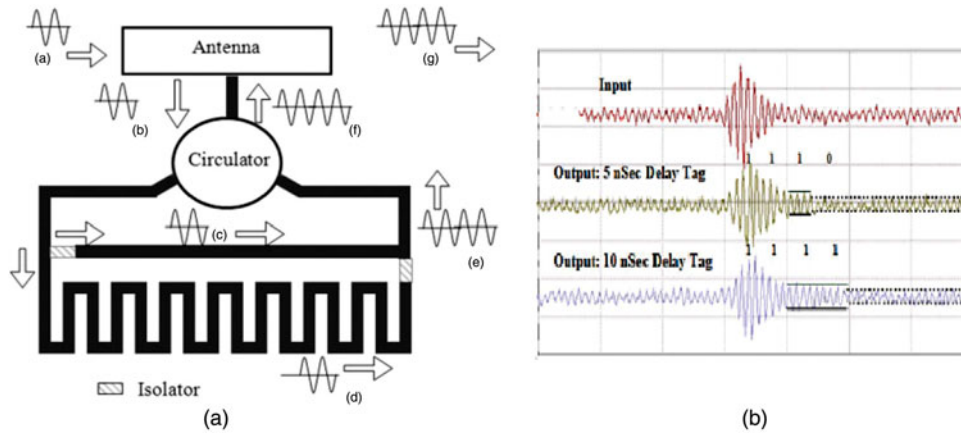 (a)
Antenna
(g)
(b)
(f)
Circulator
(c)
(e)
(d)
Isolator
(a)
Input
1 1 1 0
Output: 5 nSec Delay Tag
1 1 1 1
Output: 10 nSec Delay Tag
(b)